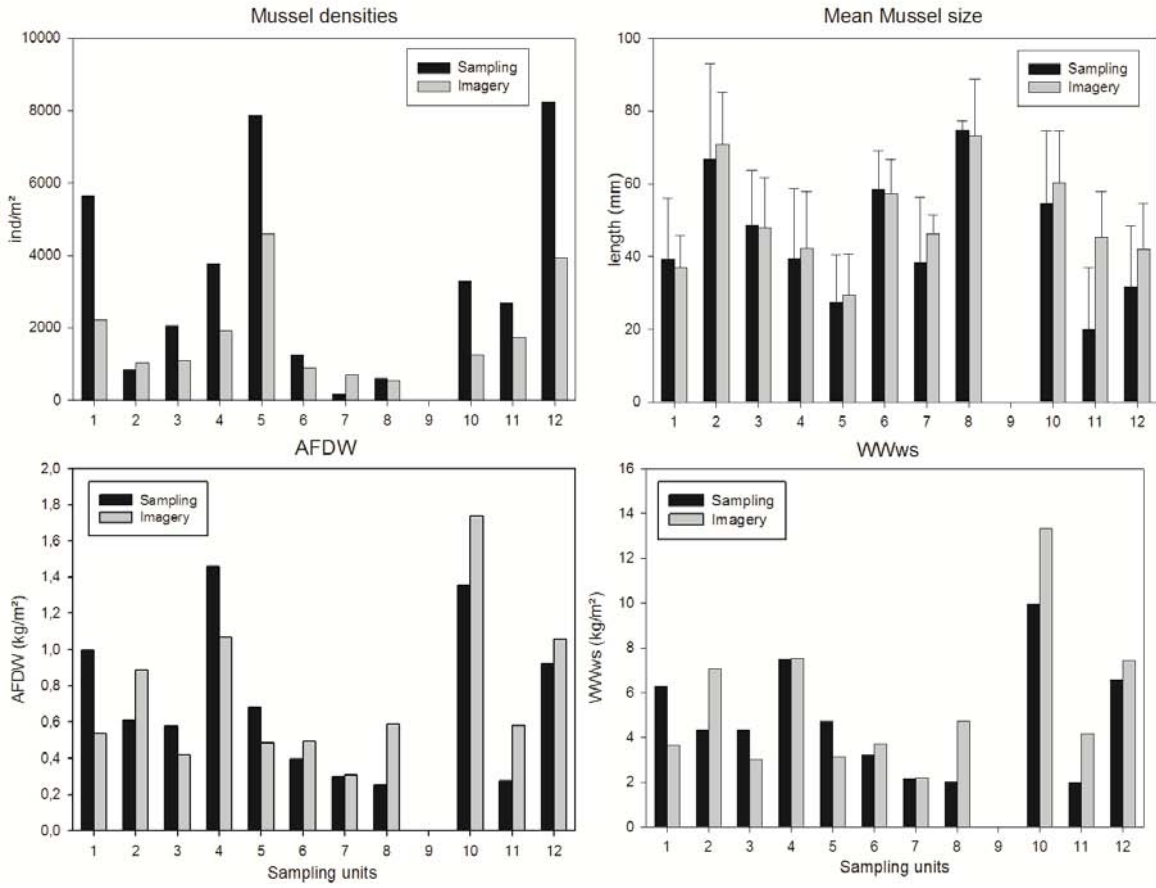 Mussel densities
10000
8000
6000
4000
2000
0
ind/m²
Sampling
Imagery
1 2 3 4 5 6 7 8 9 10 11 12
Mean Mussel size
100
80
60
40
20
0
length (mm)
Sampling
Imagery
1 2 3 4 5 6 7 8 9 10 11 12
AFDW
2,0
1,8
1,6
1,4
1,2
1,0
0,8
0,6
0,4
0,2
0,0
AFDW (kg/m²)
Sampling
Imagery
1 2 3 4 5 6 7 8 9 10 11 12
Sampling units
WWws
16
14
12
10
8
6
4
2
0
WWws (kg/m²)
Sampling
Imagery
1 2 3 4 5 6 7 8 9 10 11 12
Sampling units